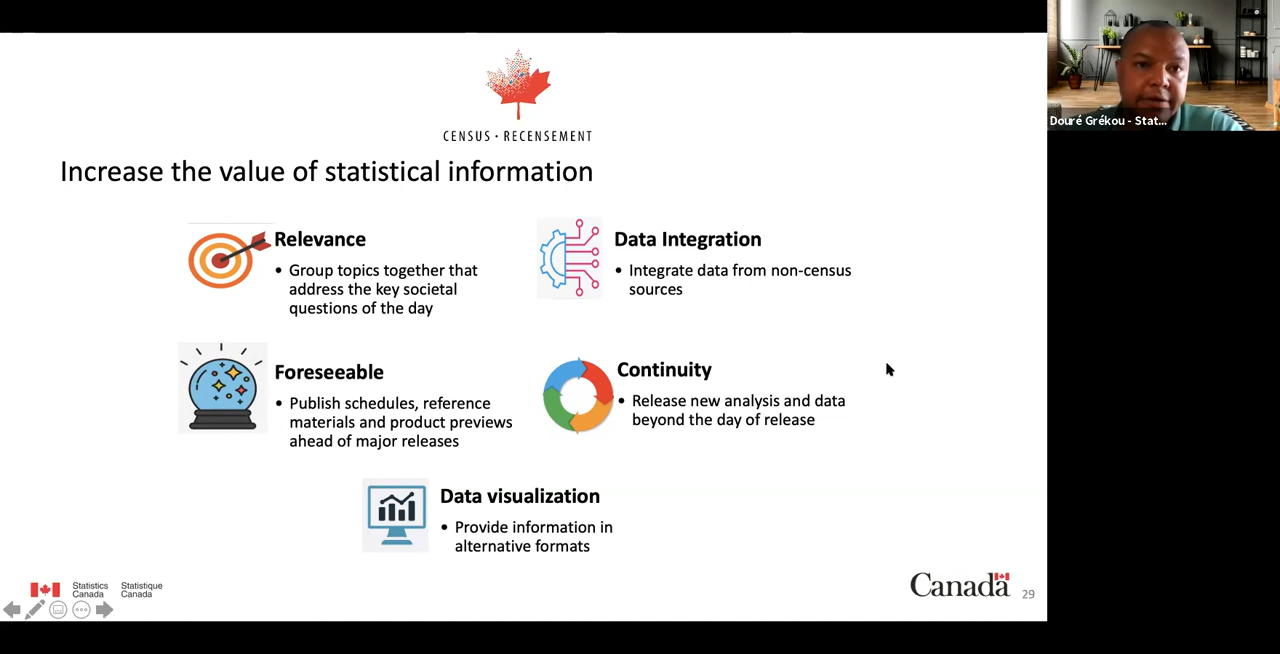 CENSUS • RECENSEMENT
Increase the value of statistical information
Relevance
• Group topics together that
address the key societal
questions of the day
Data Integration
• Integrate data from non-census
sources
Foreseeable
• Publish schedules, reference
materials and product previews
ahead of major releases
Continuity
• Release new analysis and data
beyond the day of release
Data visualization
• Provide information in
alternative formats
Statistics
Canada
Statistique
Canada
Canada
29
Douré Grékou - Stat...